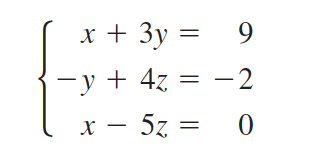 x + 3y = 9
-y + 4z = -2
x - 5z = 0